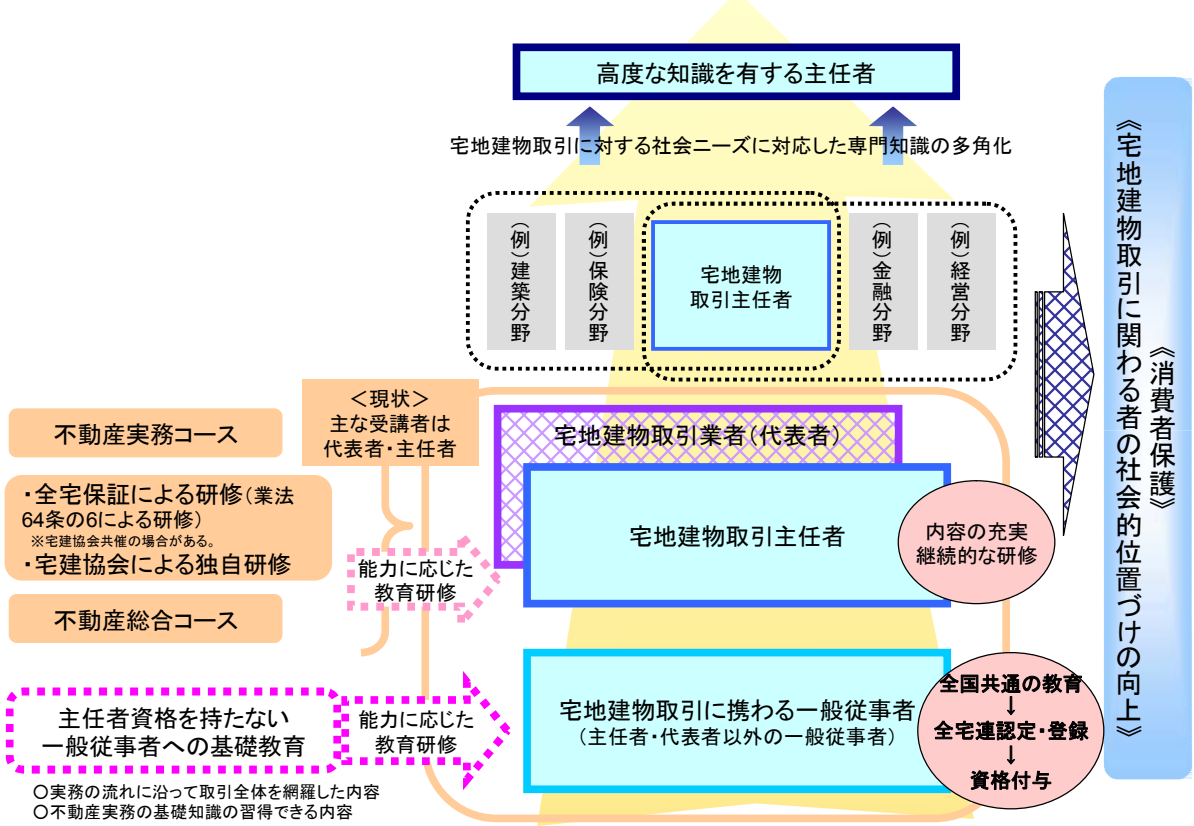 高度な知識を有する主任者
宅地建物取引に対する社会ニーズに対応した専門知識の多角化
(例)建築分野
(例)保険分野
宅地建物
取引主任者
(例)金融分野
(例)経営分野
《宅地建物取引に関わる者の社会的位置づけの向上》
《消費者保護》
<現状>
主な受講者は
代表者・主任者
不動産実務コース
・全宅保証による研修(業法
64条の6による研修)
※宅建協会共催の場合がある。
・宅建協会による独自研修
不動産総合コース
宅地建物取引業者(代表者)
宅地建物取引主任者
内容の充実
継続的な研修
能力に応じた
教育研修
主任者資格を持たない
一般従事者への基礎教育
能力に応じた
教育研修
宅地建物取引に携わる一般従事者
(主任者・代表者以外の一般従事者)
全国共通の教育
↓
全宅連認定・登録
↓
資格付与
○実務の流れに沿って取引全体を網羅した内容
○不動産実務の基礎知識の習得できる内容